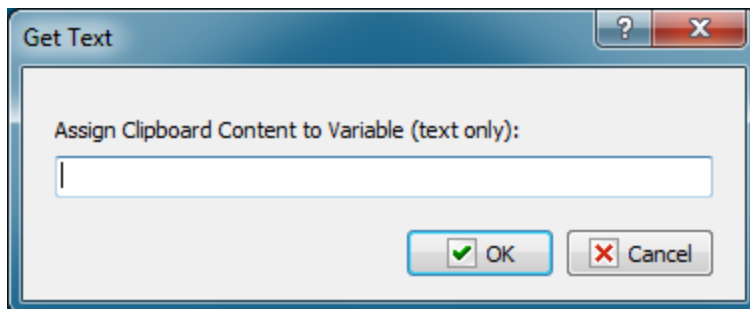 Get Text
?
Assign Clipboard Content to Variable (text only):
OK
Cancel